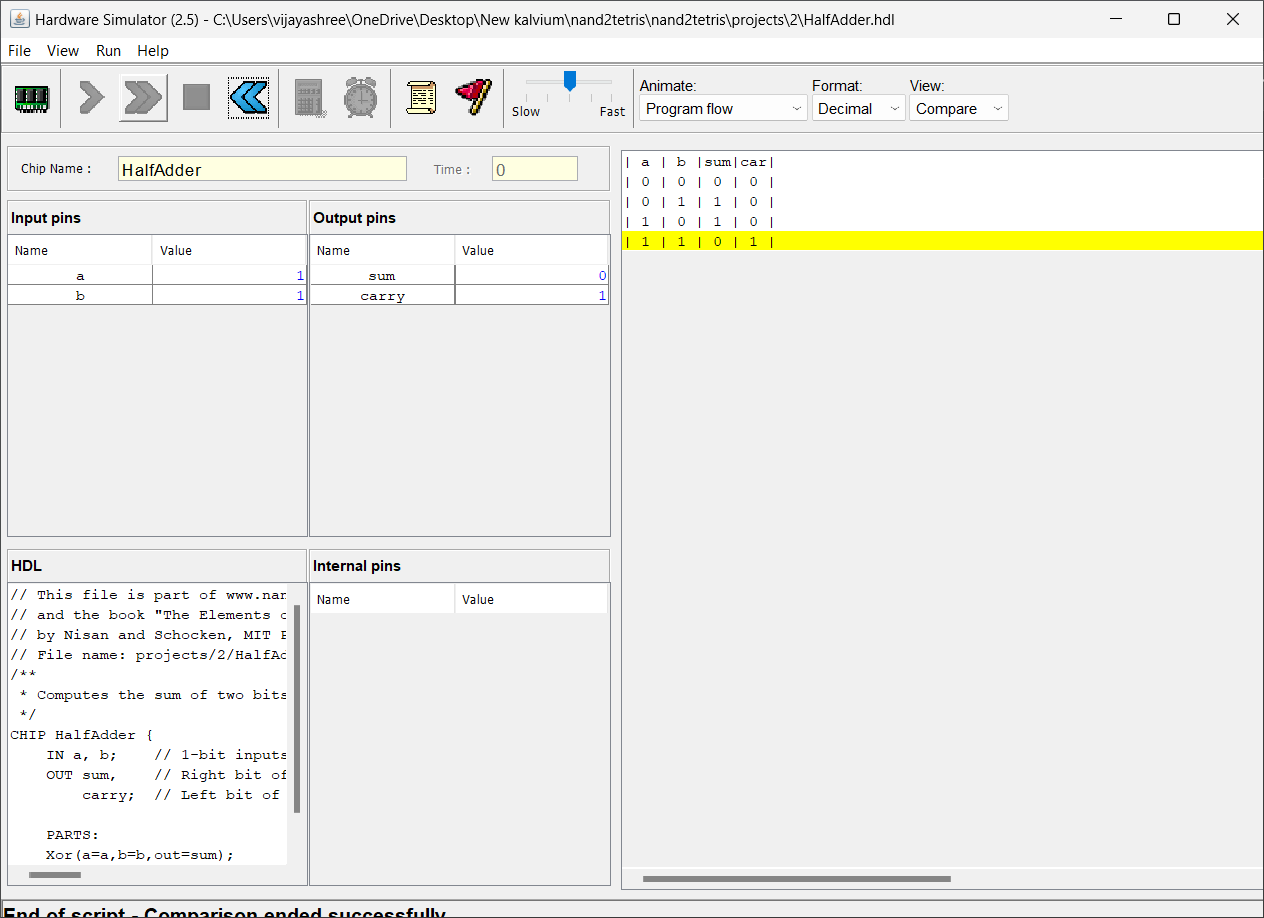 Hardware Simulator (2.5) - C:\Users\vijayashree\OneDrive\Desktop\New kalvium\nand2tetris\nand2tetris\projects\2\HalfAdder.hdl
File View Run Help
Animate: Format: View:
Slow Fast Program flow Decimal Compare
Chip Name : HalfAdder Time : 0
Input pins
Name Value
a 1
b 1
Output pins
Name Value
sum 0
carry 1
HDL
// This file is part of www.nan
// and the book "The Elements o
// by Nisan and Schocken, MIT P
// File name: projects/2/HalfAd
/**
* Computes the sum of two bits
*/
CHIP HalfAdder {
IN a, b; // 1-bit inputs
OUT sum, // Right bit of
carry; // Left bit of
PARTS:
Xor(a=a,b=b,out=sum);
Internal pins
Name Value
| a | b |sum|car|
| 0 | 0 | 0 | 0 |
| 0 | 1 | 1 | 0 |
| 1 | 0 | 1 | 0 |
| 1 | 1 | 0 | 1 |
End of script - Comparison ended successfully